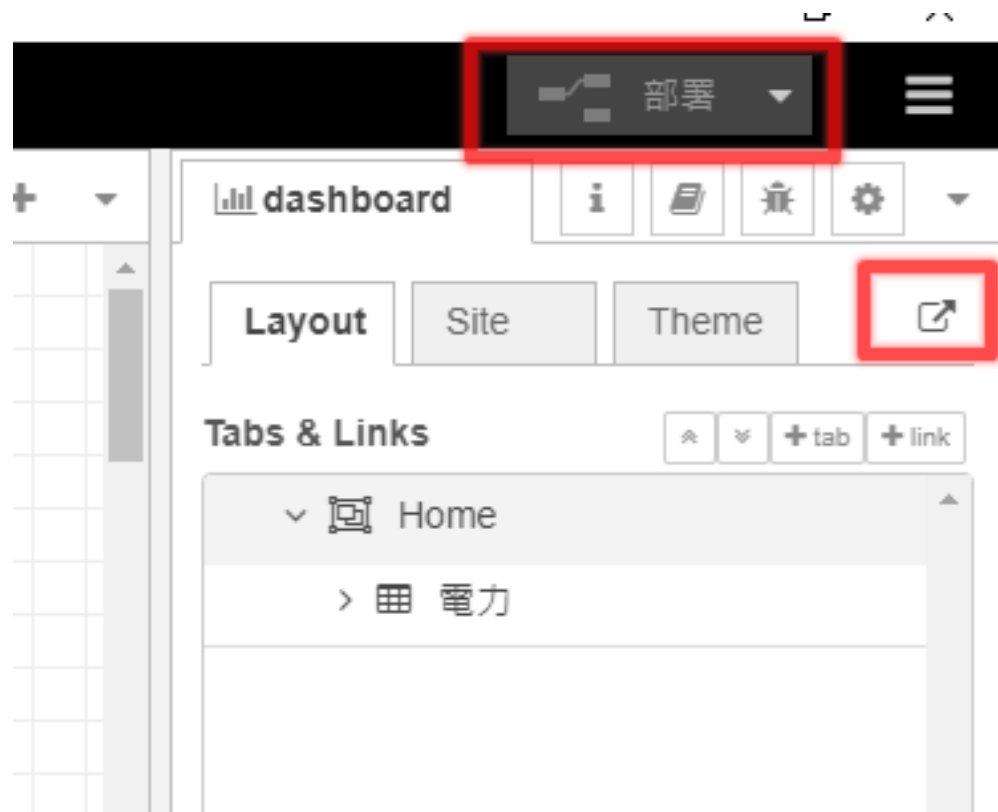 部署
dashboard
Layout Site Theme
Tabs & Links + tab + link
Home
電力